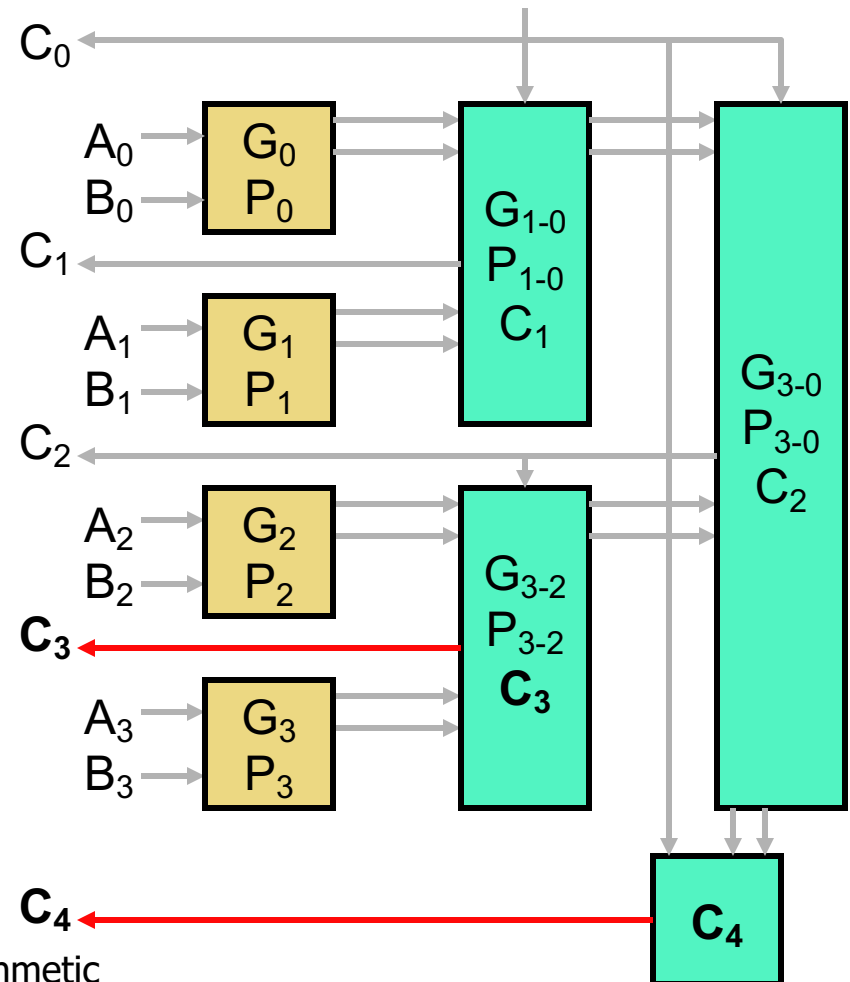 C₀
A₀
B₀
G₀
P₀
C₁
A₁
B₁
G₁
P₁
G₁₋₀
P₁₋₀
C₁
C₂
A₂
B₂
G₂
P₂
C₃
A₃
B₃
G₃
P₃
G₃₋₂
P₃₋₂
C₃
G₃₋₀
P₃₋₀
C₂
C₄
C₄